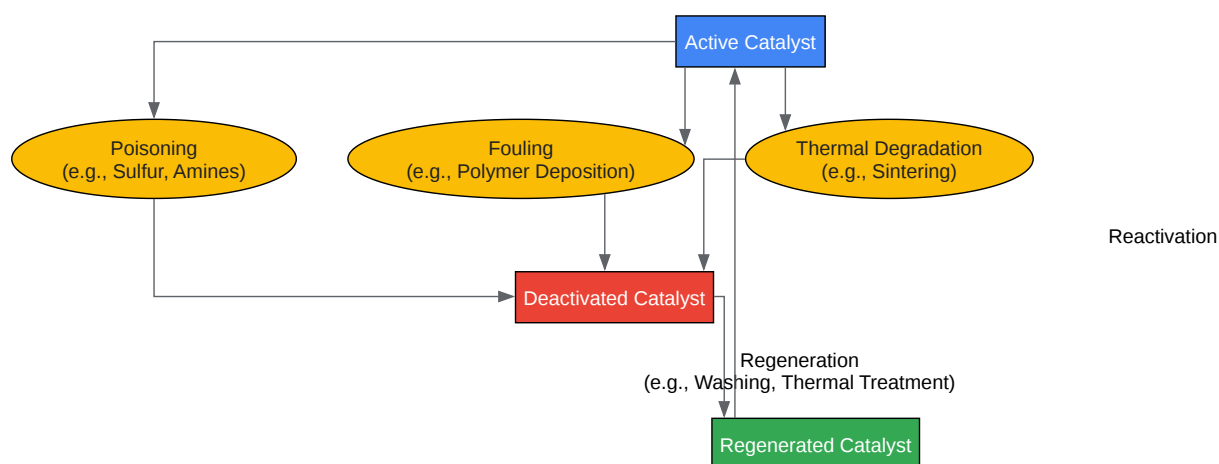 Active Catalyst
Poisoning
(e.g., Sulfur, Amines)
Fouling
(e.g., Polymer Deposition)
Thermal Degradation
(e.g., Sintering)
Reactivation
Deactivated Catalyst
Regeneration
(e.g., Washing, Thermal Treatment)
Regenerated Catalyst